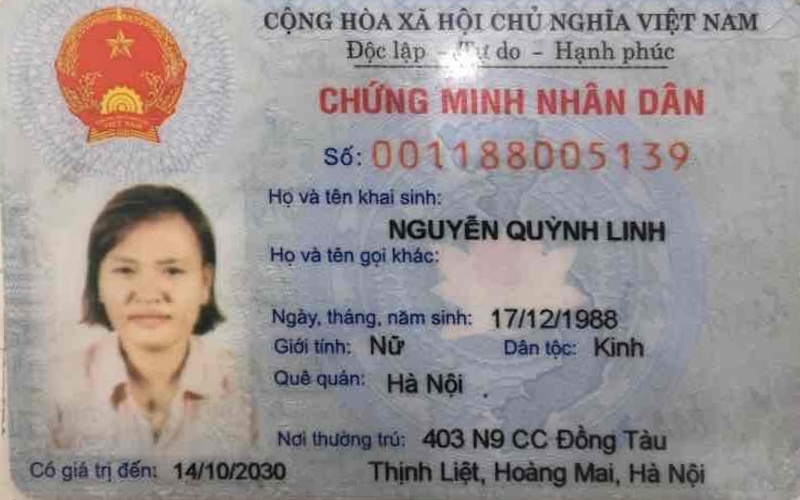 CỘNG HÒA XÃ HỘI CHỦ NGHĨA VIỆT NAM
Độc lập - Tự do - Hạnh phúc
CHỨNG MINH NHÂN DÂN
Số: 001188005139
Họ và tên khai sinh:
NGUYỄN QUỲNH LINH
Họ và tên gọi khác:
Ngày, tháng, năm sinh: 17/12/1988
Giới tính: Nữ Dân tộc: Kinh
Quê quán: Hà Nội
Nơi thường trú: 403 N9 CC Đồng Tàu
Có giá trị đến: 14/10/2030 Thịnh Liệt, Hoàng Mai, Hà Nội